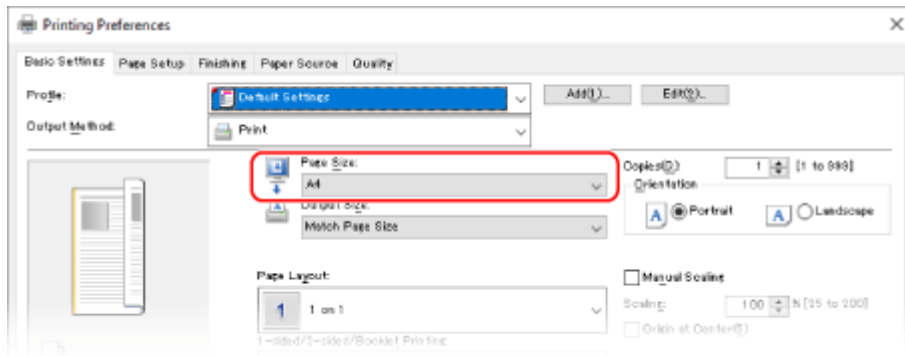 Printing Preferences
Basic Settings Page Setup Finishing Paper Source Quality
Profile: Default Settings Add(1)... Edit(2)...
Output Method: Print
Page Size:
A4
Copies(Q): 1 [1 to 999]
Orientation
Output Size:
Portrait Landscape
Match Page Size
Page Layout:
1 on 1
Manual Scaling
Scaling: 100 % [25 to 200]
Origin at Center(5)
1-sided/2-sided/Booklet Printing